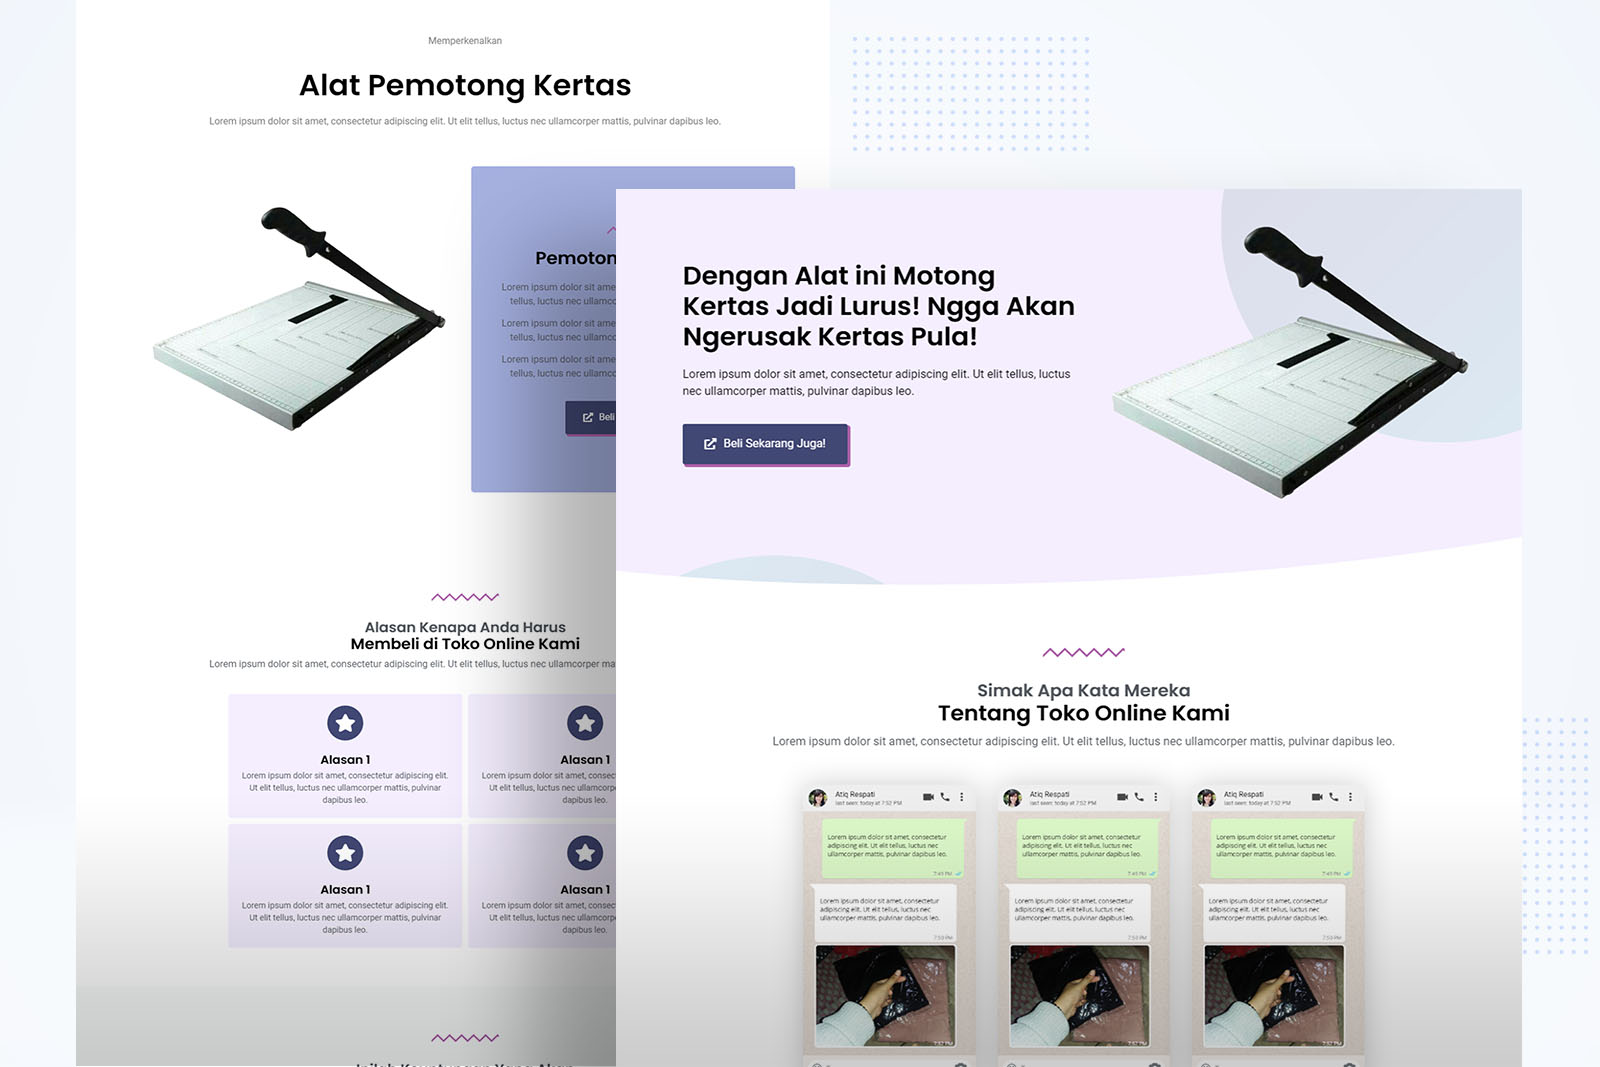 Memperkenalkan
Alat Pemotong Kertas
Lorem ipsum dolor sit amet, consectetur adipiscing elit. Ut elit tellus, luctus nec ullamcorper mattis, pulvinar dapibus leo.
Lorem ipsum dolor sit ame
tellus, luctus nec ullamco
Lorem ipsum dolor sit ame
tellus, luctus nec ullamco
Lorem ipsum dolor sit ame
tellus, luctus nec ullamc
Beli
Alasan Kenapa Anda Harus
Membeli di Toko Online Kami
Lorem ipsum dolor sit amet, consectetur adipiscing elit. Ut elit tellus, luctus nec ullamcorper ma
Alasan 1
Lorem ipsum dolor sit amet, consectetur adipiscing elit.
Ut elit tellus, luctus nec ullamcorper mattis, pulvinar
dapibus leo.
Alasan 1
Lorem ipsum dolor sit amet, consec
Ut elit tellus, luctus nec ullamcorp
dapibus leo.
Alasan 1
Lorem ipsum dolor sit amet, consectetur adipiscing elit.
Ut elit tellus, luctus nec ullamcorper mattis, pulvinar
dapibus leo.
Alasan 1
Lorem ipsum dolor sit amet, consec
Ut elit tellus, luctus nec ullamcorp
dapibus leo.
Dengan Alat ini Motong
Kertas Jadi Lurus! Ngga Akan
Ngerusak Kertas Pula!
Lorem ipsum dolor sit amet, consectetur adipiscing elit. Ut elit tellus, luctus
nec ullamcorper mattis, pulvinar dapibus leo.
Beli Sekarang Juga!
Simak Apa Kata Mereka
Tentang Toko Online Kami
Lorem ipsum dolor sit amet, consectetur adipiscing elit. Ut elit tellus, luctus nec ullamcorper mattis, pulvinar dapibus leo.
Atiq Respati
last seen: today at 7:52 PM
Lorem ipsum dolor sit amet, consectetur
adipiscing elit. Ut elit tellus, luctus nec
ullamcorper mattis, pulvinar dapibus leo.
7:49 PM
Lorem ipsum dolor sit amet, consectetur
adipiscing elit. Ut elit tellus, luctus nec
ullamcorper mattis, pulvinar dapibus leo.
7:50 PM
7:52 PM
Atiq Respati
last seen: today at 7:52 PM
Lorem ipsum dolor sit amet, consectetur
adipiscing elit. Ut elit tellus, luctus nec
ullamcorper mattis, pulvinar dapibus leo.
7:49 PM
Lorem ipsum dolor sit amet, consectetur
adipiscing elit. Ut elit tellus, luctus nec
ullamcorper mattis, pulvinar dapibus leo.
7:50 PM
7:52 PM
Atiq Respati
last seen: today at 7:52 PM
Lorem ipsum dolor sit amet, consectetur
adipiscing elit. Ut elit tellus, luctus nec
ullamcorper mattis, pulvinar dapibus leo.
7:49 PM
Lorem ipsum dolor sit amet, consectetur
adipiscing elit. Ut elit tellus, luctus nec
ullamcorper mattis, pulvinar dapibus leo.
7:50 PM
7:52 PM